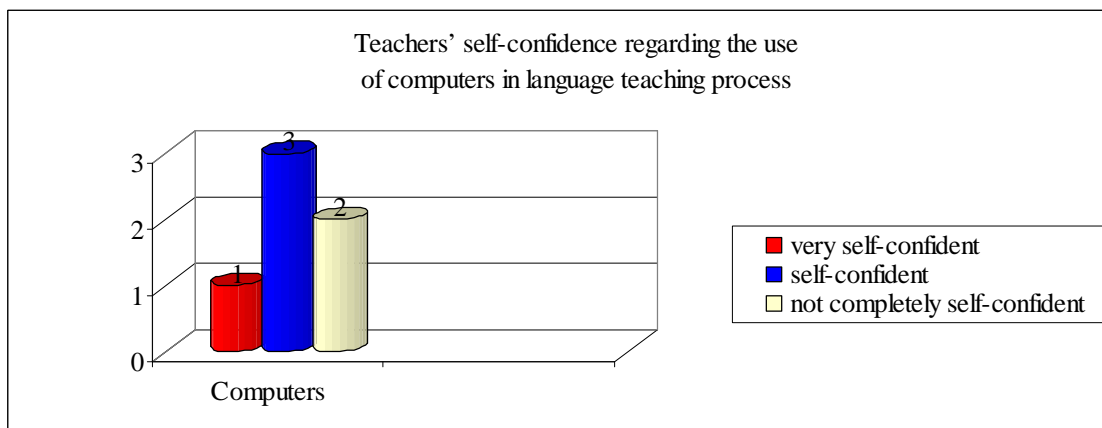 Teachers’ self-confidence regarding the use
of computers in language teaching process
3
2
1
0
1
3
2
Computers
very self-confident
self-confident
not completely self-confident